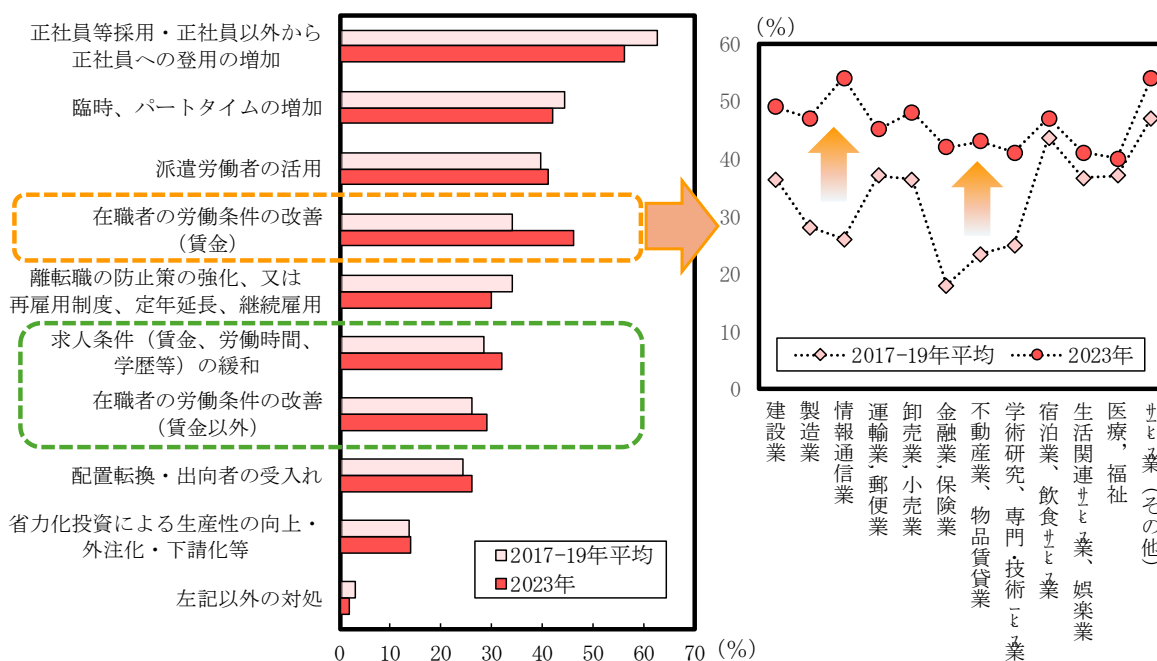 正社員等採用・正社員以外から
正社員への登用の増加
臨時、パートタイムの増加
派遣労働者の活用
在職者の労働条件の改善
（賃金）
離転職の防止策の強化、又は
再雇用制度、定年延長、継続雇用
求人条件（賃金、労働時間、
学歴等）の緩和
在職者の労働条件の改善
（賃金以外）
配置転換・出向者の受入れ
省力化投資による生産性の向上・
外注化・下請化等
左記以外の対処
2017-19年平均
2023年
0 10 20 30 40 50 60 70 (%)
(%)
60
50
40
30
20
10
0
2017-19年平均 2023年
建設業
製造業
情報通信業
運輸業,郵便業
卸売業,小売業
金融業,保険業
不動産業、物品賃貸業
学術研究、専門・技術ｻｰﾋﾞｽ業
宿泊業、飲食ｻｰﾋﾞｽ業
生活関連ｻｰﾋﾞｽ業、娯楽業
医療,福祉
ｻｰﾋﾞｽ業（その他）